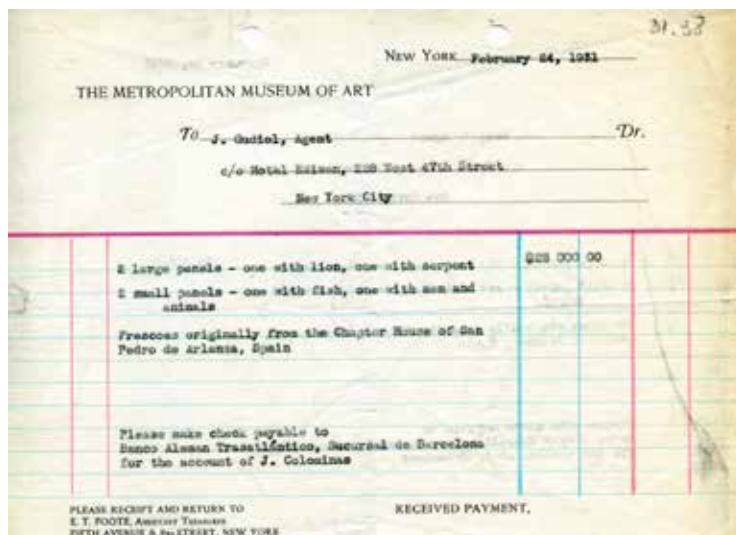 31.38
NEW YORK February 24, 1931
THE METROPOLITAN MUSEUM OF ART
To J. Gudiol, Agent Dr.
c/o Hotel Edison, 228 West 47th Street
New York City
2 large panels - one with lion, one with serpent $28 000 00
2 small panels - one with fish, one with men and
animals
Frescoes originally from the Chapter House of San
Pedro de Arlanza, Spain
Please make check payable to
Banco Aleman Trasatlántico, Sucursal de Barcelona
for the account of J. Colominas
PLEASE RECEIPT AND RETURN TO RECEIVED PAYMENT,
E. T. FOOTE, Assistant Treasurer
FIFTH AVENUE & 82d STREET, NEW YORK